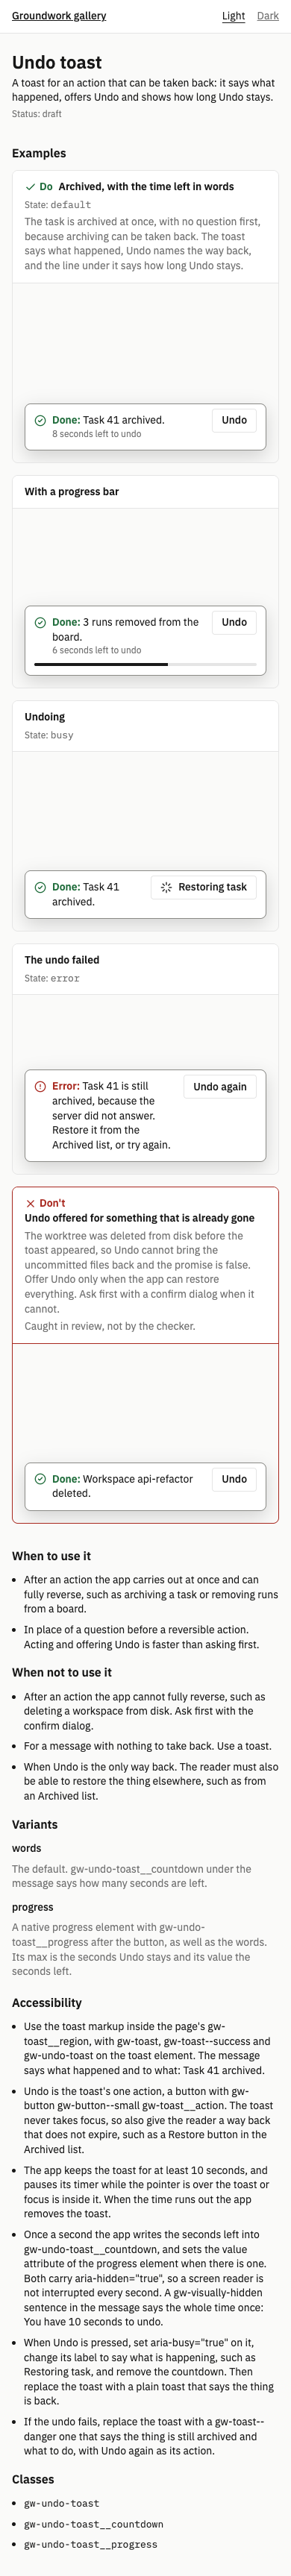 Groundwork gallery
Light Dark
Undo toast
A toast for an action that can be taken back: it says what
happened, offers Undo and shows how long Undo stays.
Status: draft
Examples
Do Archived, with the time left in words
State: default
The task is archived at once, with no question first,
because archiving can be taken back. The toast
says what happened, Undo names the way back,
and the line under it says how long Undo stays.
Done: Task 41 archived.
Undo
8 seconds left to undo
With a progress bar
Done: 3 runs removed from the
board.
Undo
6 seconds left to undo
Undoing
State: busy
Done: Task 41
archived.
Restoring task
The undo failed
State: error
Error: Task 41 is still
archived, because the
server did not answer.
Restore it from the
Archived list, or try again.
Undo again
Don't
Undo offered for something that is already gone
The worktree was deleted from disk before the
toast appeared, so Undo cannot bring the
uncommitted files back and the promise is false.
Offer Undo only when the app can restore
everything. Ask first with a confirm dialog when it
cannot.
Caught in review, not by the checker.
Done: Workspace api-refactor
deleted.
Undo
When to use it
• After an action the app carries out at once and can
fully reverse, such as archiving a task or removing runs
from a board.
• In place of a question before a reversible action.
Acting and offering Undo is faster than asking first.
When not to use it
• After an action the app cannot fully reverse, such as
deleting a workspace from disk. Ask first with the
confirm dialog.
• For a message with nothing to take back. Use a toast.
• When Undo is the only way back. The reader must also
be able to restore the thing elsewhere, such as from
an Archived list.
Variants
words
The default. gw-undo-toast__countdown under the
message says how many seconds are left.
progress
A native progress element with gw-undo-
toast__progress after the button, as well as the words.
Its max is the seconds Undo stays and its value the
seconds left.
Accessibility
• Use the toast markup inside the page's gw-
toast__region, with gw-toast, gw-toast--success and
gw-undo-toast on the toast element. The message
says what happened and to what: Task 41 archived.
• Undo is the toast's one action, a button with gw-
button gw-button--small gw-toast__action. The toast
never takes focus, so also give the reader a way back
that does not expire, such as a Restore button in the
Archived list.
• The app keeps the toast for at least 10 seconds, and
pauses its timer while the pointer is over the toast or
focus is inside it. When the time runs out the app
removes the toast.
• Once a second the app writes the seconds left into
gw-undo-toast__countdown, and sets the value
attribute of the progress element when there is one.
Both carry aria-hidden="true", so a screen reader is
not interrupted every second. A gw-visually-hidden
sentence in the message says the whole time once:
You have 10 seconds to undo.
• When Undo is pressed, set aria-busy="true" on it,
change its label to say what is happening, such as
Restoring task, and remove the countdown. Then
replace the toast with a plain toast that says the thing
is back.
• If the undo fails, replace the toast with a gw-toast--
danger one that says the thing is still archived and
what to do, with Undo again as its action.
Classes
• gw-undo-toast
• gw-undo-toast__countdown
• gw-undo-toast__progress